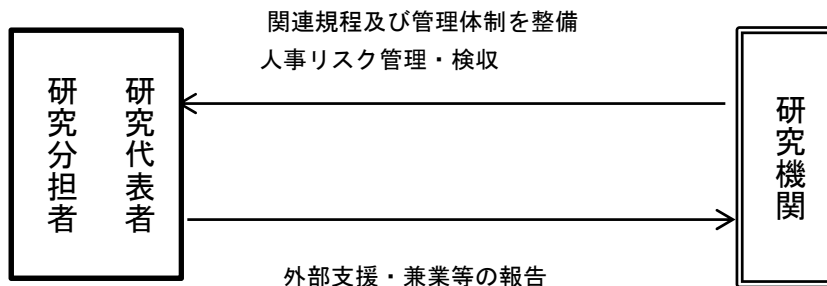 関連規程及び管理体制を整備
人事リスク管理・検収
研究代表者
研究分担者
研究機関
外部支援・兼業等の報告